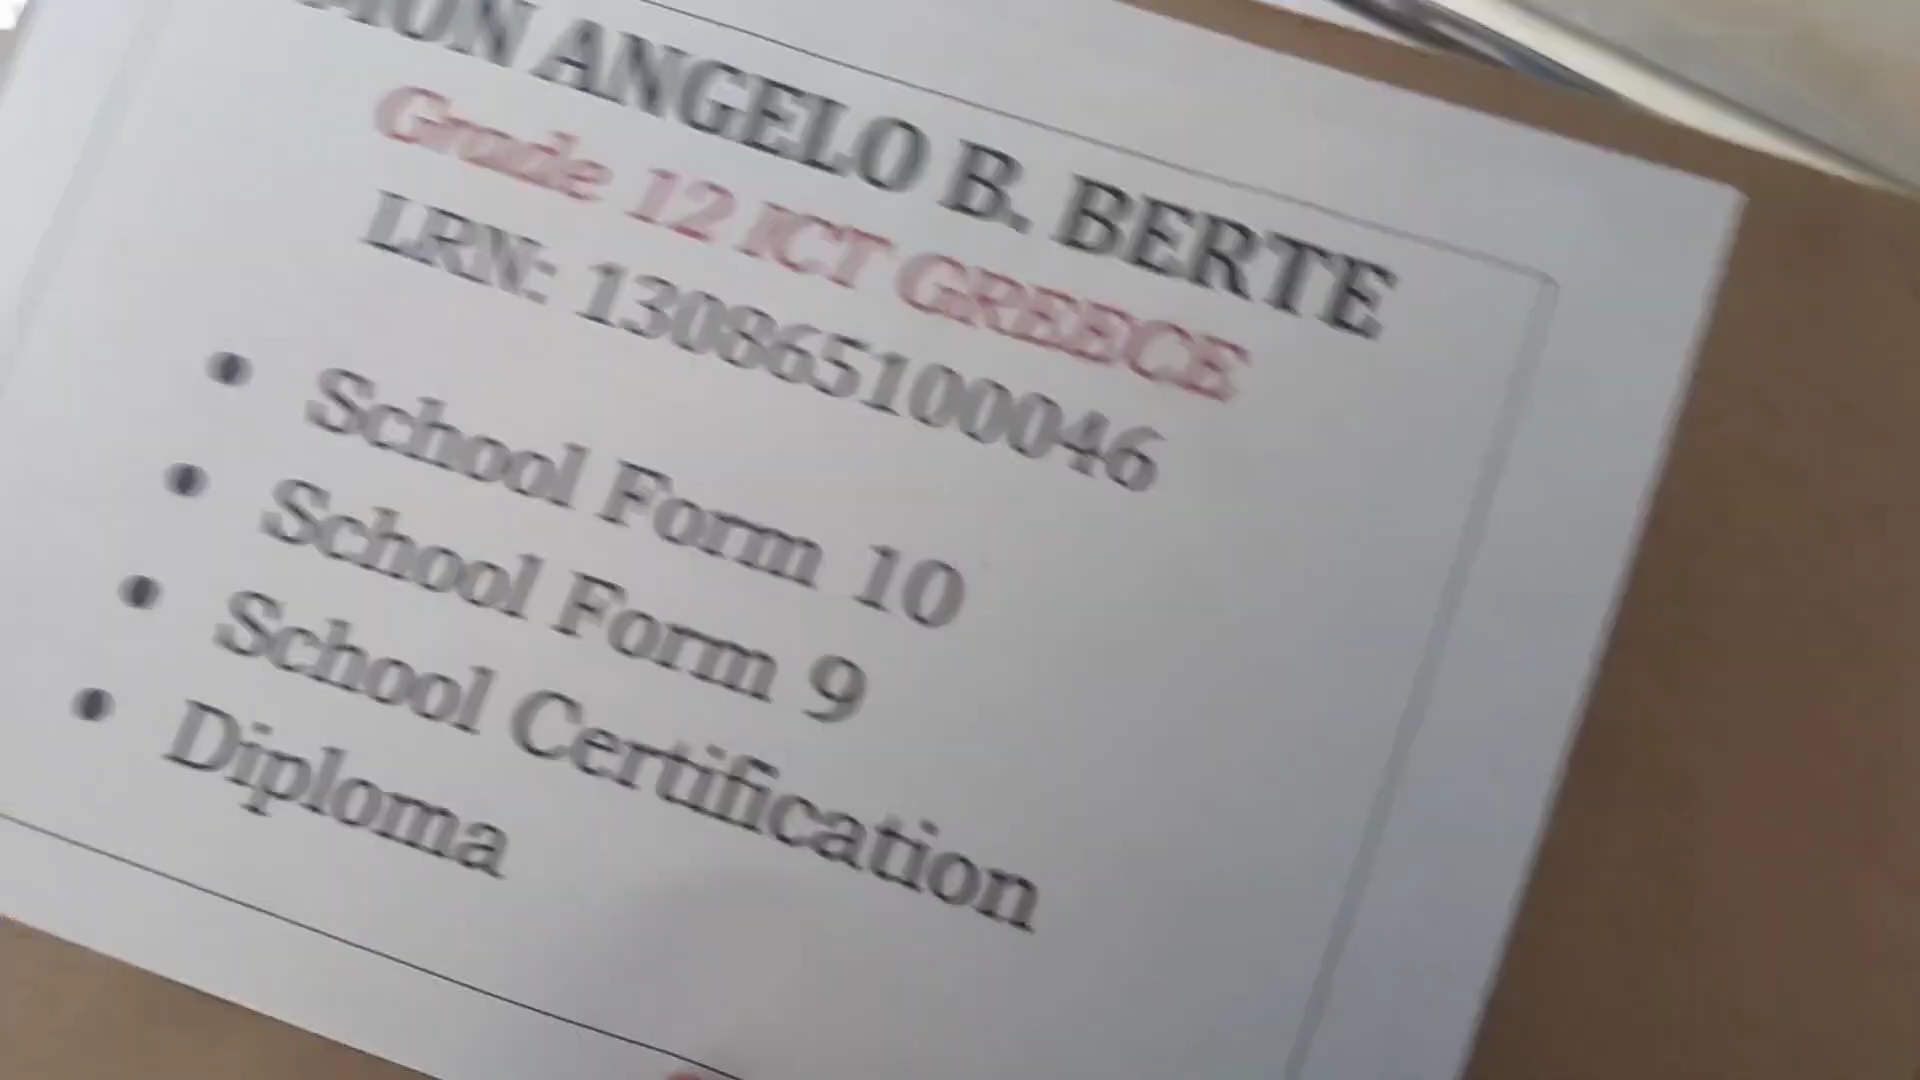 ANGELO B. BERTE
Grade 12 ICT GREECE
LRN: 130865100046
• School Form 10
• School Form 9
• School Certification
• Diploma